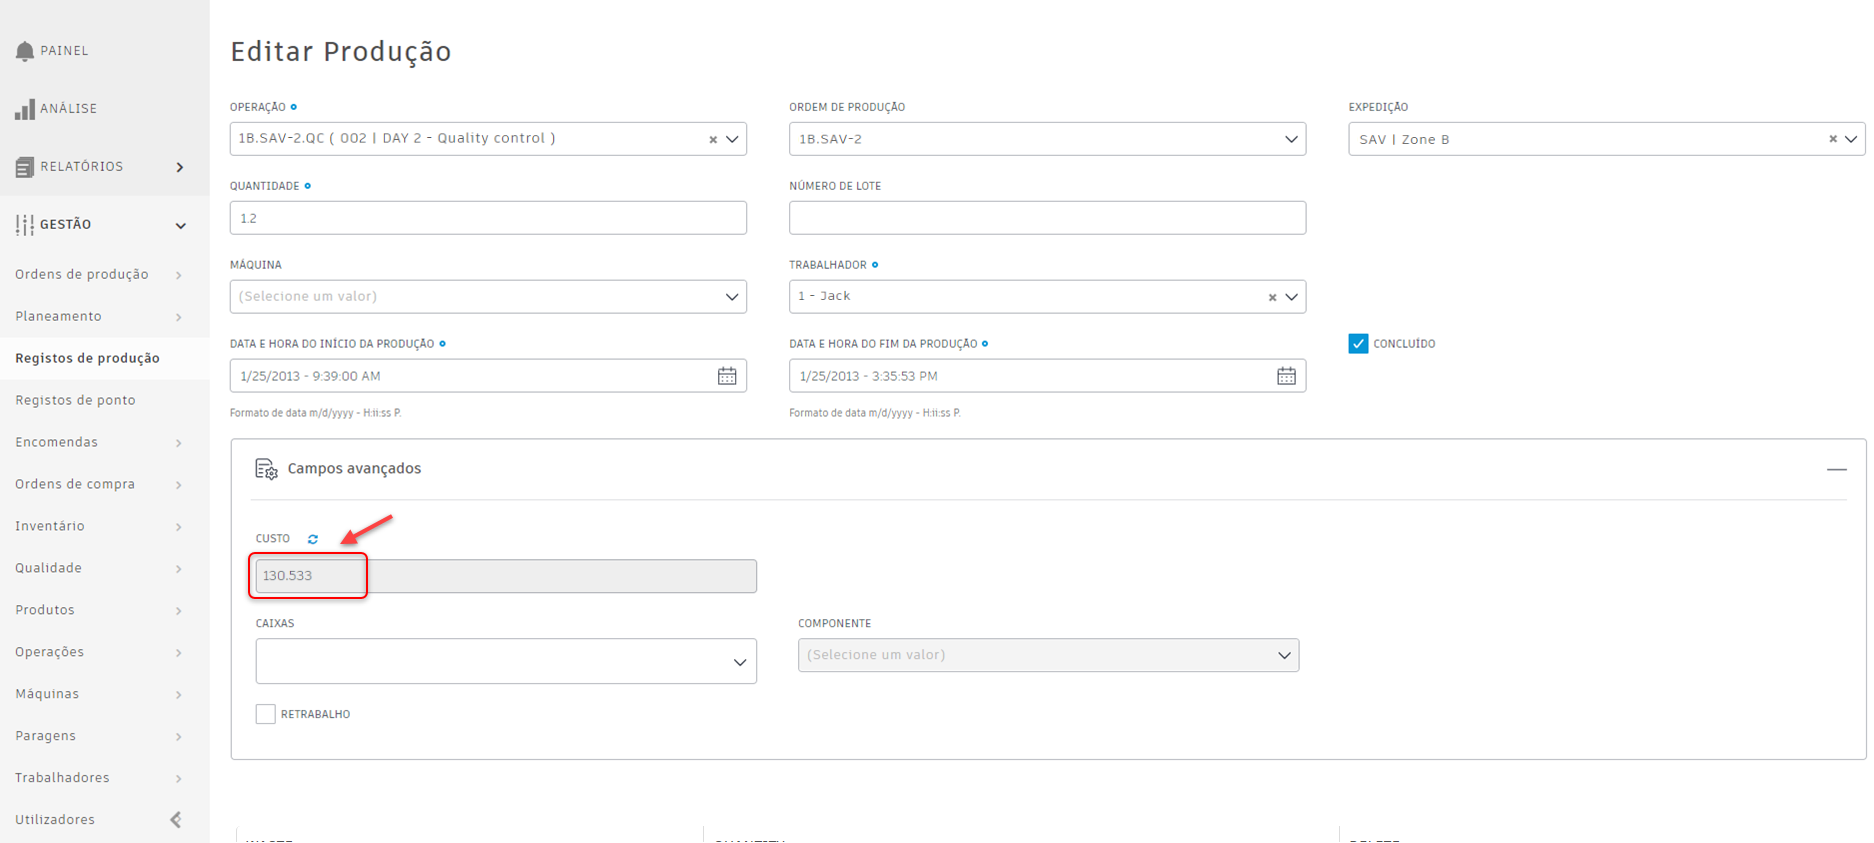 PAINEL
ANÁLISE
RELATÓRIOS
GESTÃO
Ordens de produção
Planeamento
Registos de produção
Registos de ponto
Encomendas
Ordens de compra
Inventário
Qualidade
Produtos
Operações
Máquinas
Paragens
Trabalhadores
Utilizadores
Editar Produção
OPERAÇÃO
1B.SAV-2.QC ( 002 | DAY 2 - Quality control )
ORDEM DE PRODUÇÃO
1B.SAV-2
EXPEDIÇÃO
SAV | Zone B
QUANTIDADE
1.2
NÚMERO DE LOTE
MÁQUINA
(Selecione um valor)
TRABALHADOR
1 - Jack
DATA E HORA DO INÍCIO DA PRODUÇÃO
1/25/2013 - 9:39:00 AM
Formato de data m/d/yyyy - H:ii:ss P.
DATA E HORA DO FIM DA PRODUÇÃO
1/25/2013 - 3:35:53 PM
Formato de data m/d/yyyy - H:ii:ss P.
CONCLUÍDO
Campos avançados
CUSTO
130.533
CAIXAS
COMPONENTE
(Selecione um valor)
RETRABALHO
WASTE
QUANTITY
DELETE